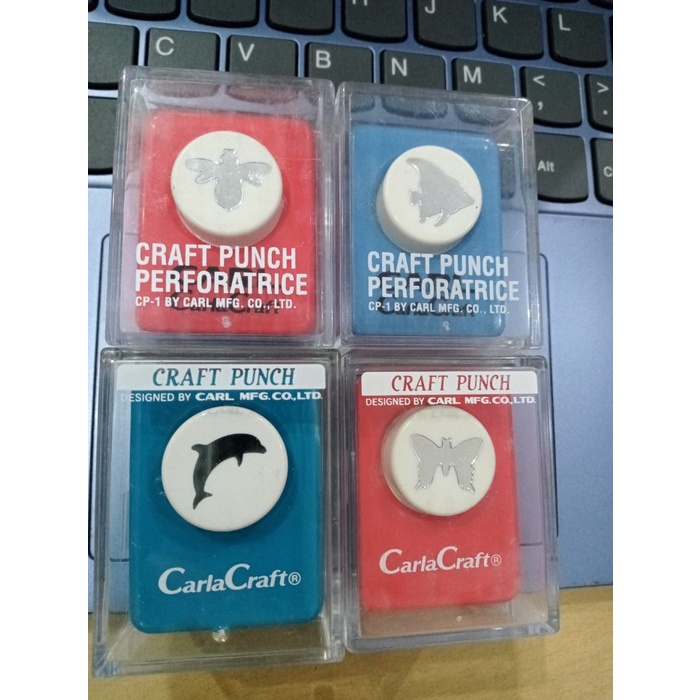 J
K
L
C
V
B
N
M
<
,
Alt
CRAFT PUNCH
PERFORATRICE
CP-1 BY CARL MFG. CO., LTD.
CarlaCraft
CRAFT PUNCH
PERFORATRICE
CP-1 BY CARL MFG. CO., LTD.
CarlaCraft
CRAFT PUNCH
DESIGNED BY CARL MFG.CO.,LTD.
CarlaCraft®
CRAFT PUNCH
DESIGNED BY CARL MFG.CO.,LTD.
CarlaCraft®